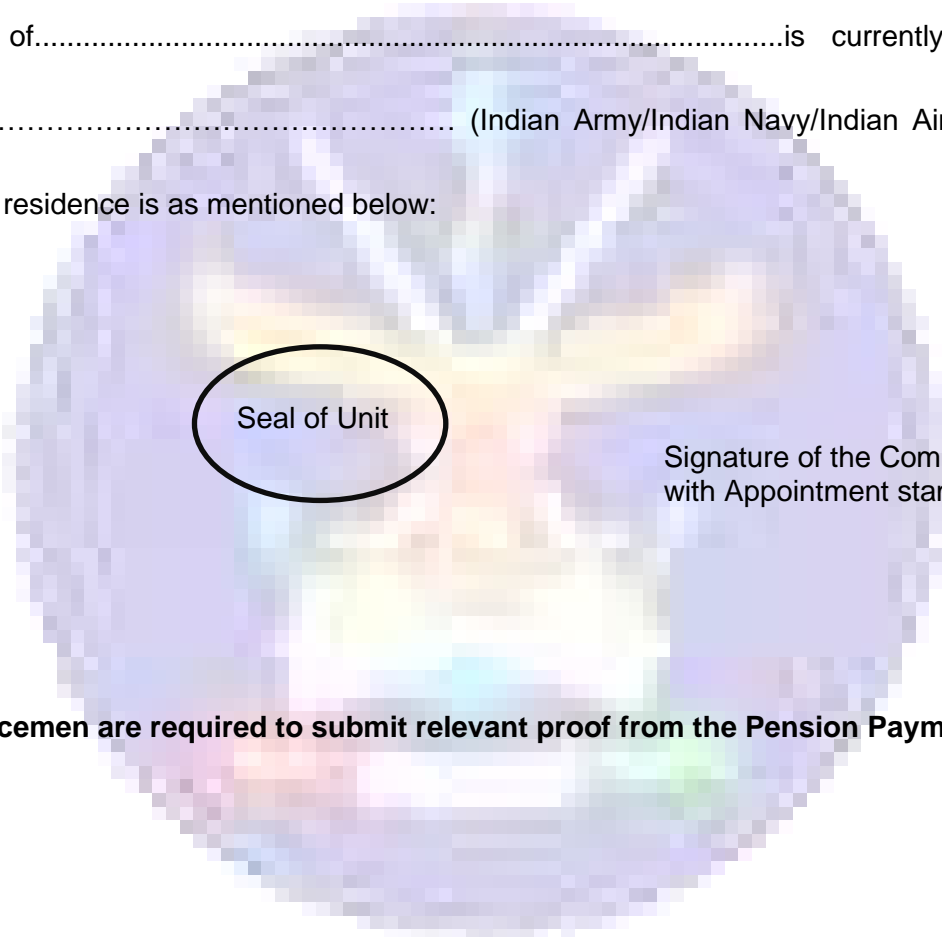 of............................................................................................is currently
…………………………………………… (Indian Army/Indian Navy/Indian Air
residence is as mentioned below:
Seal of Unit
Signature of the Com
with Appointment star
cemen are required to submit relevant proof from the Pension Paym